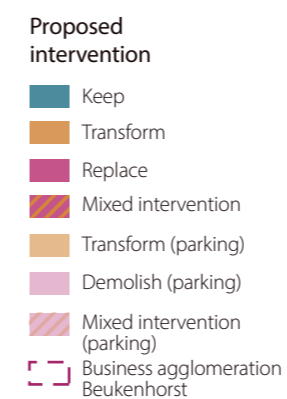 Proposed
intervention
Keep
Transform
Replace
Mixed intervention
Transform (parking)
Demolish (parking)
Mixed intervention
(parking)
Business agglomeration
Beukenhorst